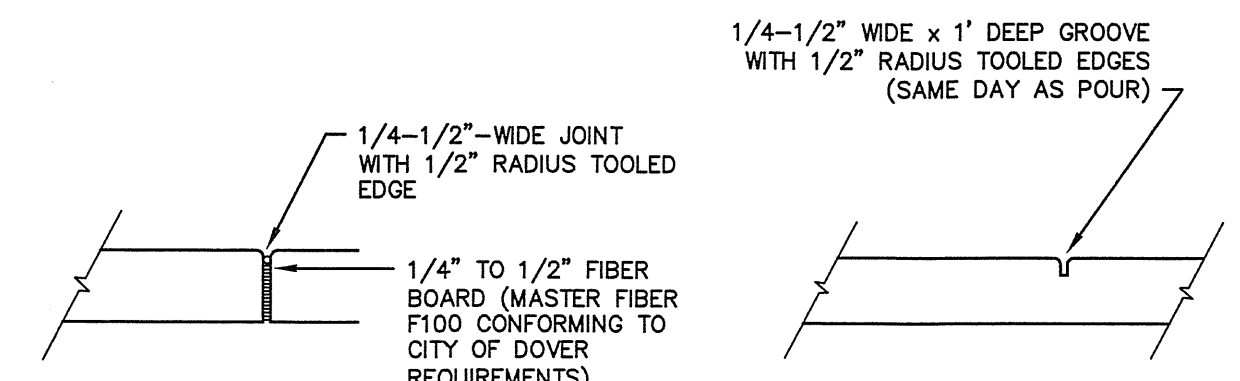 1/4-1/2" WIDE x 1' DEEP GROOVE
WITH 1/2" RADIUS TOOLED EDGES
(SAME DAY AS POUR)
1/4-1/2"-WIDE JOINT
WITH 1/2" RADIUS TOOLED
EDGE
1/4" TO 1/2" FIBER
BOARD (MASTER FIBER
F100 CONFORMING TO
CITY OF DOVER
REQUIREMENTS)